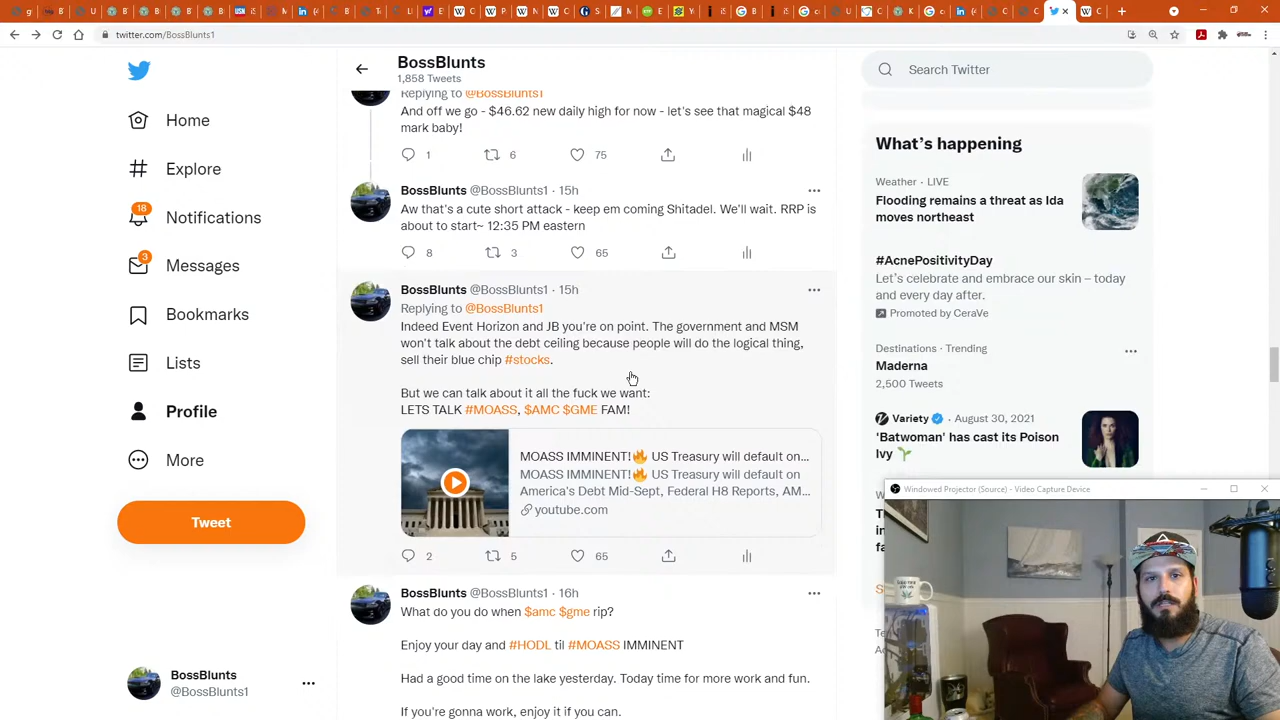 twitter.com/BossBlunts1
BossBlunts
1,858 Tweets
Search Twitter
Home
Explore
18
Notifications
3
Messages
Bookmarks
Lists
Profile
More
Tweet
BossBlunts
@BossBlunts1
Replying to @BossBlunts1
And off we go - $46.62 new daily high for now - let's see that magical $48
mark baby!
1 6 75
BossBlunts @BossBlunts1 · 15h
Aw that's a cute short attack - keep em coming Shitadel. We'll wait. RRP is
about to start~ 12:35 PM eastern
8 3 65
BossBlunts @BossBlunts1 · 15h
Replying to @BossBlunts1
Indeed Event Horizon and JB you're on point. The government and MSM
won't talk about the debt ceiling because people will do the logical thing,
sell their blue chip #stocks.
But we can talk about it all the fuck we want:
LETS TALK #MOASS, $AMC $GME FAM!
MOASS IMMINENT!🔥 US Treasury will default on...
MOASS IMMINENT!🔥 US Treasury will default on
America's Debt Mid-Sept, Federal H8 Reports, AM...
youtube.com
2 5 65
BossBlunts @BossBlunts1 · 16h
What do you do when $amc $gme rip?
Enjoy your day and #HODL til #MOASS IMMINENT
Had a good time on the lake yesterday. Today time for more work and fun.
If you're gonna work, enjoy it if you can.
What's happening
Weather · LIVE
Flooding remains a threat as Ida
moves northeast
#AcnePositivityDay
Let's celebrate and embrace our skin – today
and every day after.
Promoted by CeraVe
Destinations · Trending
Maderna
2,500 Tweets
Variety · August 30, 2021
'Batwoman' has cast its Poison
Ivy 🌱
Windowed Projector (Source) - Video Capture Device